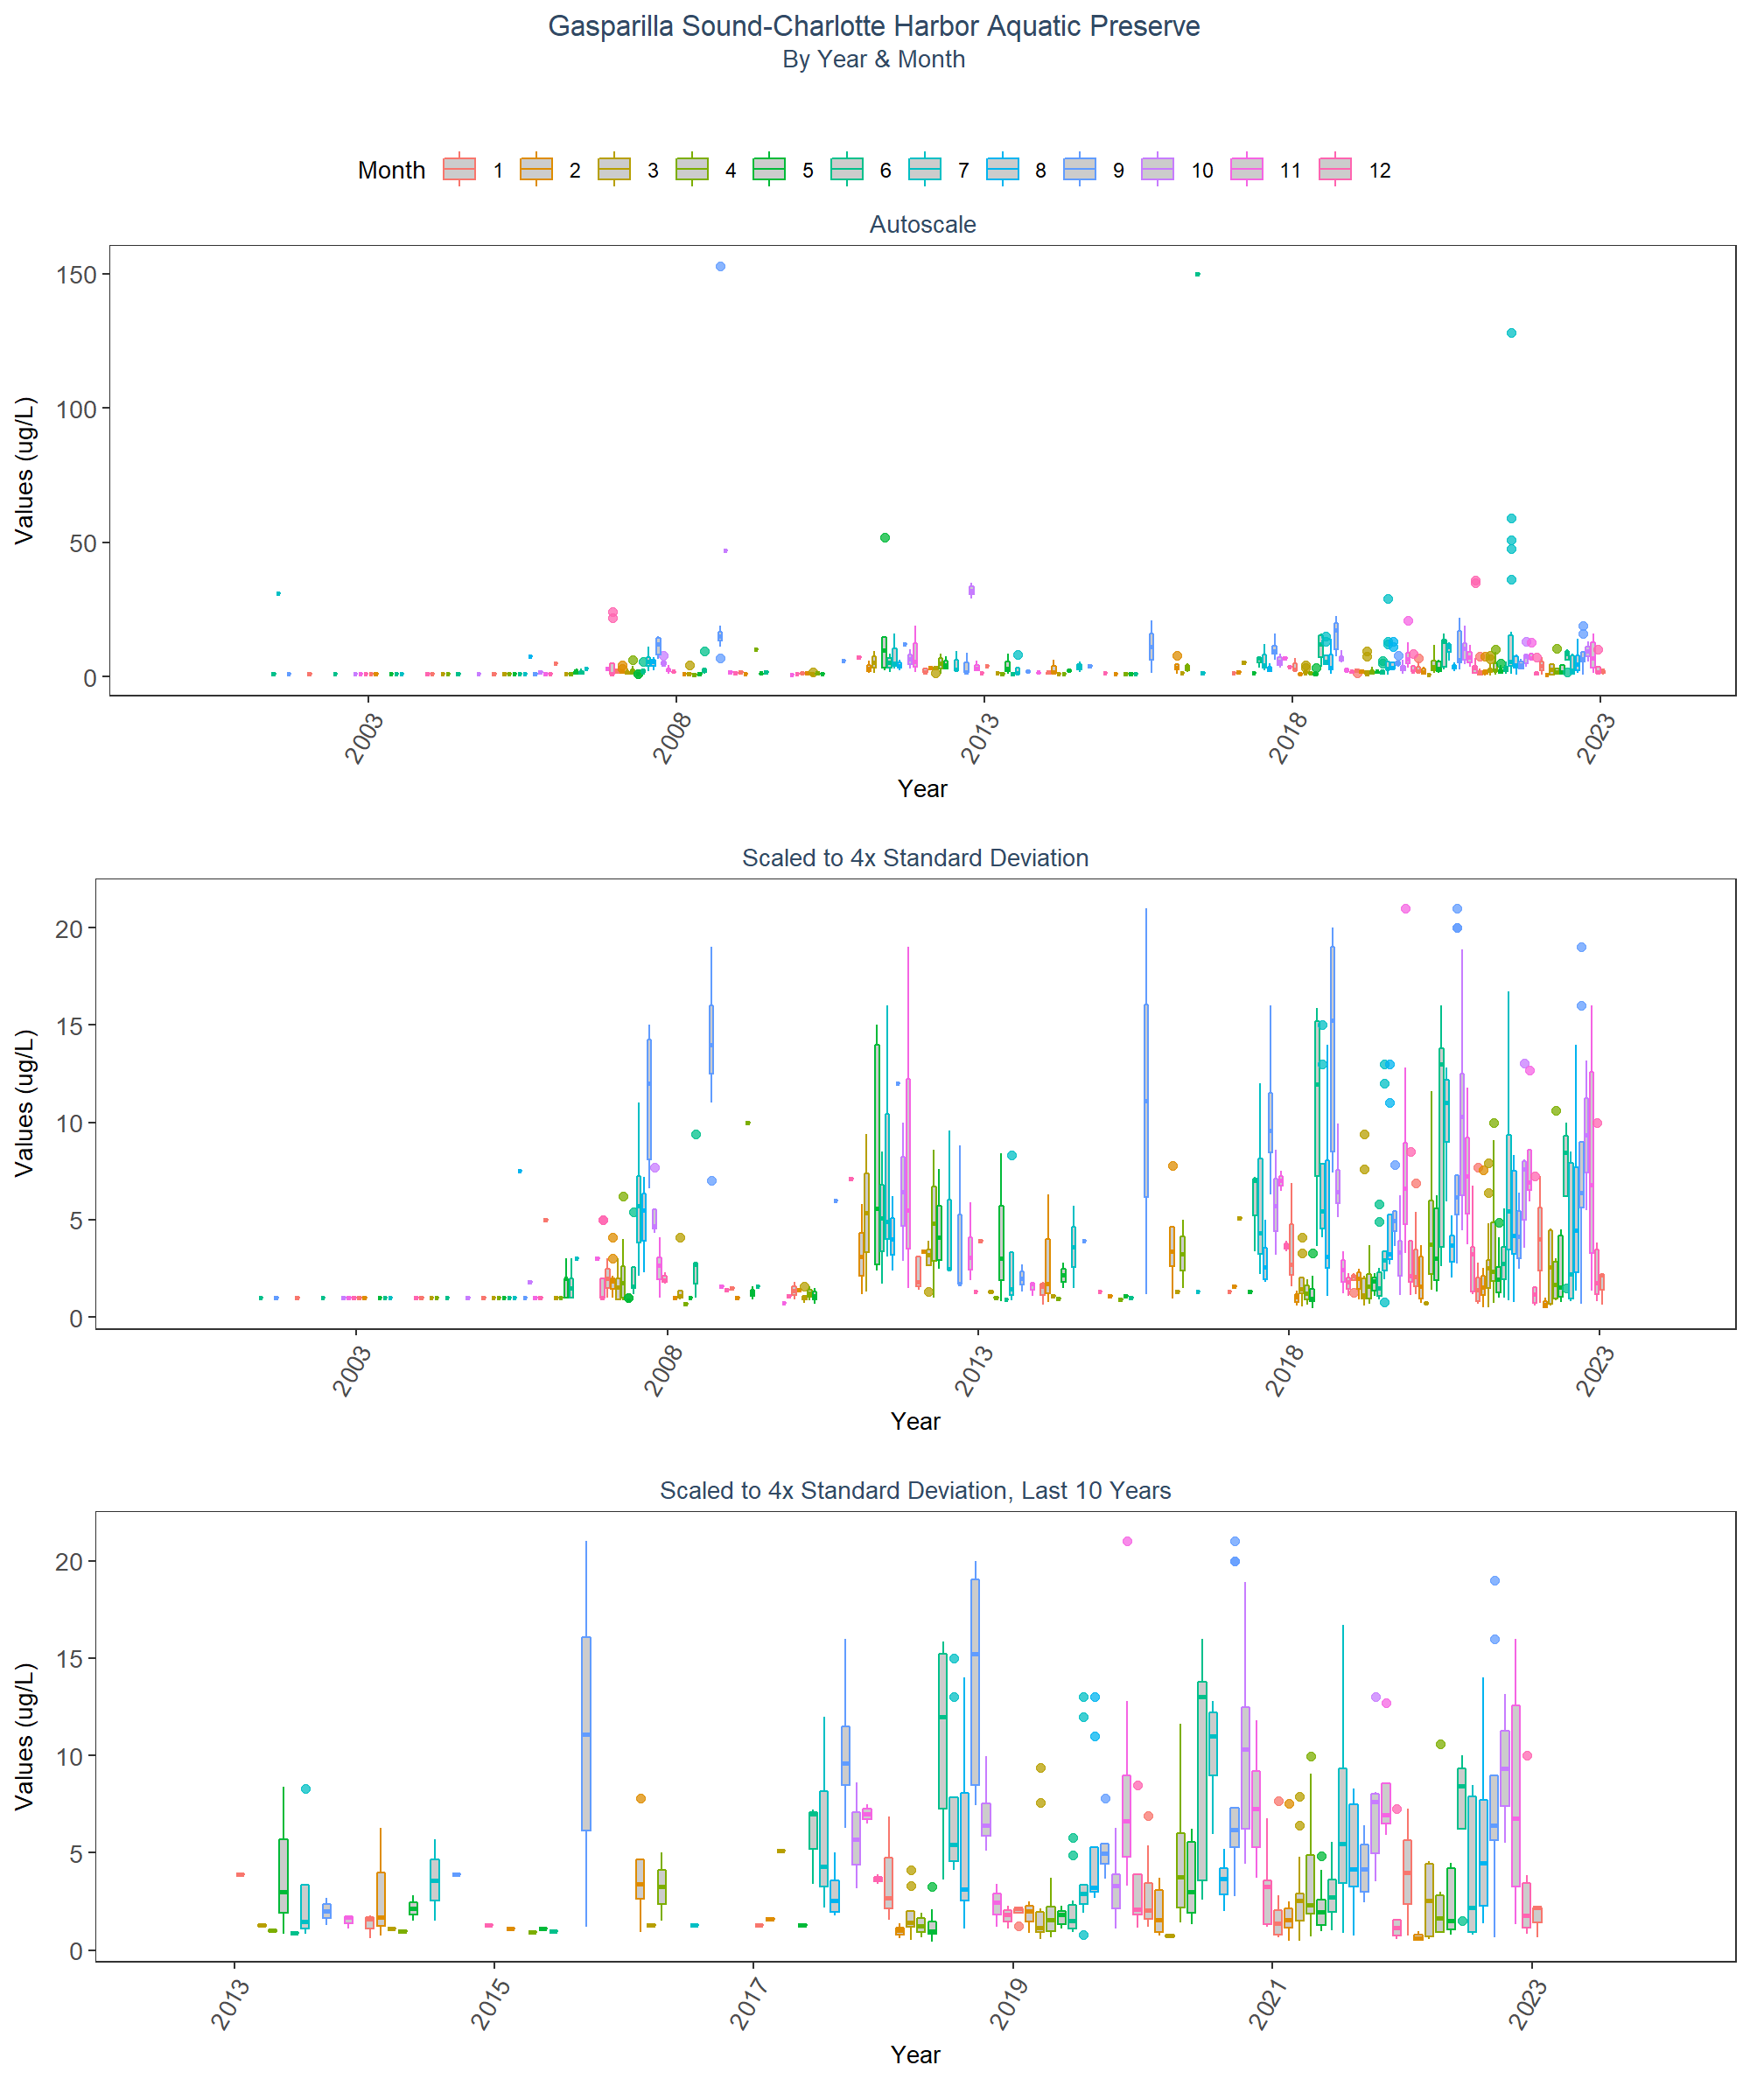 Gasparilla Sound-Charlotte Harbor Aquatic Preserve
By Year & Month
Month 1 2 3 4 5 6 7 8 9 10 11 12
Autoscale
Values (ug/L)
150
100
50
0
2003 2008 2013 2018 2023
Year
Scaled to 4x Standard Deviation
Values (ug/L)
20
15
10
5
0
2003 2008 2013 2018 2023
Year
Scaled to 4x Standard Deviation, Last 10 Years
Values (ug/L)
20
15
10
5
0
2013 2015 2017 2019 2021 2023
Year